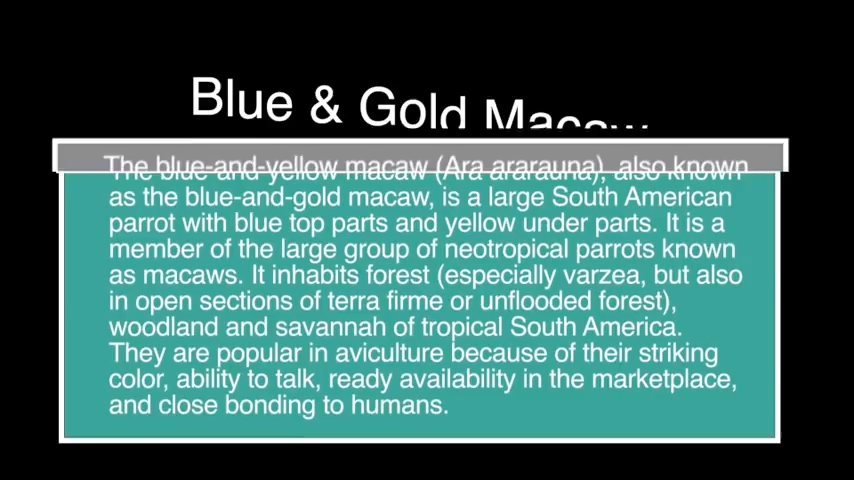 Blue & Gold Macaw
The blue-and-yellow macaw (Ara ararauna), also known
as the blue-and-gold macaw, is a large South American
parrot with blue top parts and yellow under parts. It is a
member of the large group of neotropical parrots known
as macaws. It inhabits forest (especially varzea, but also
in open sections of terra firme or unflooded forest),
woodland and savannah of tropical South America.
They are popular in aviculture because of their striking
color, ability to talk, ready availability in the marketplace,
and close bonding to humans.